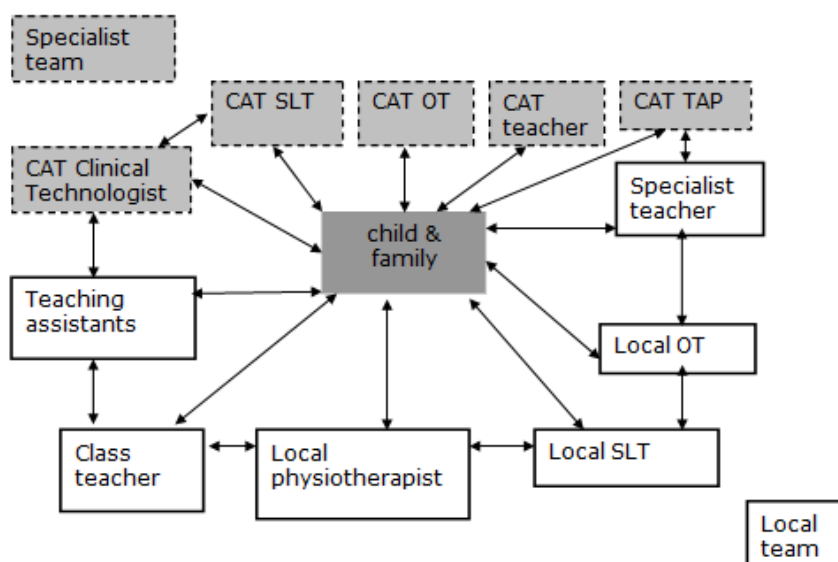 Specialist
team
CAT SLT
CAT OT
CAT
teacher
CAT TAP
CAT Clinical
Technologist
Specialist
teacher
child &
family
Teaching
assistants
Local OT
Class
teacher
Local
physiotherapist
Local SLT
Local
team